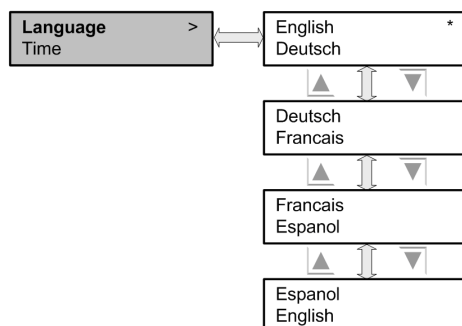 Language >
Time
English *
Deutsch
Deutsch
Francais
Francais
Espanol
Espanol
English